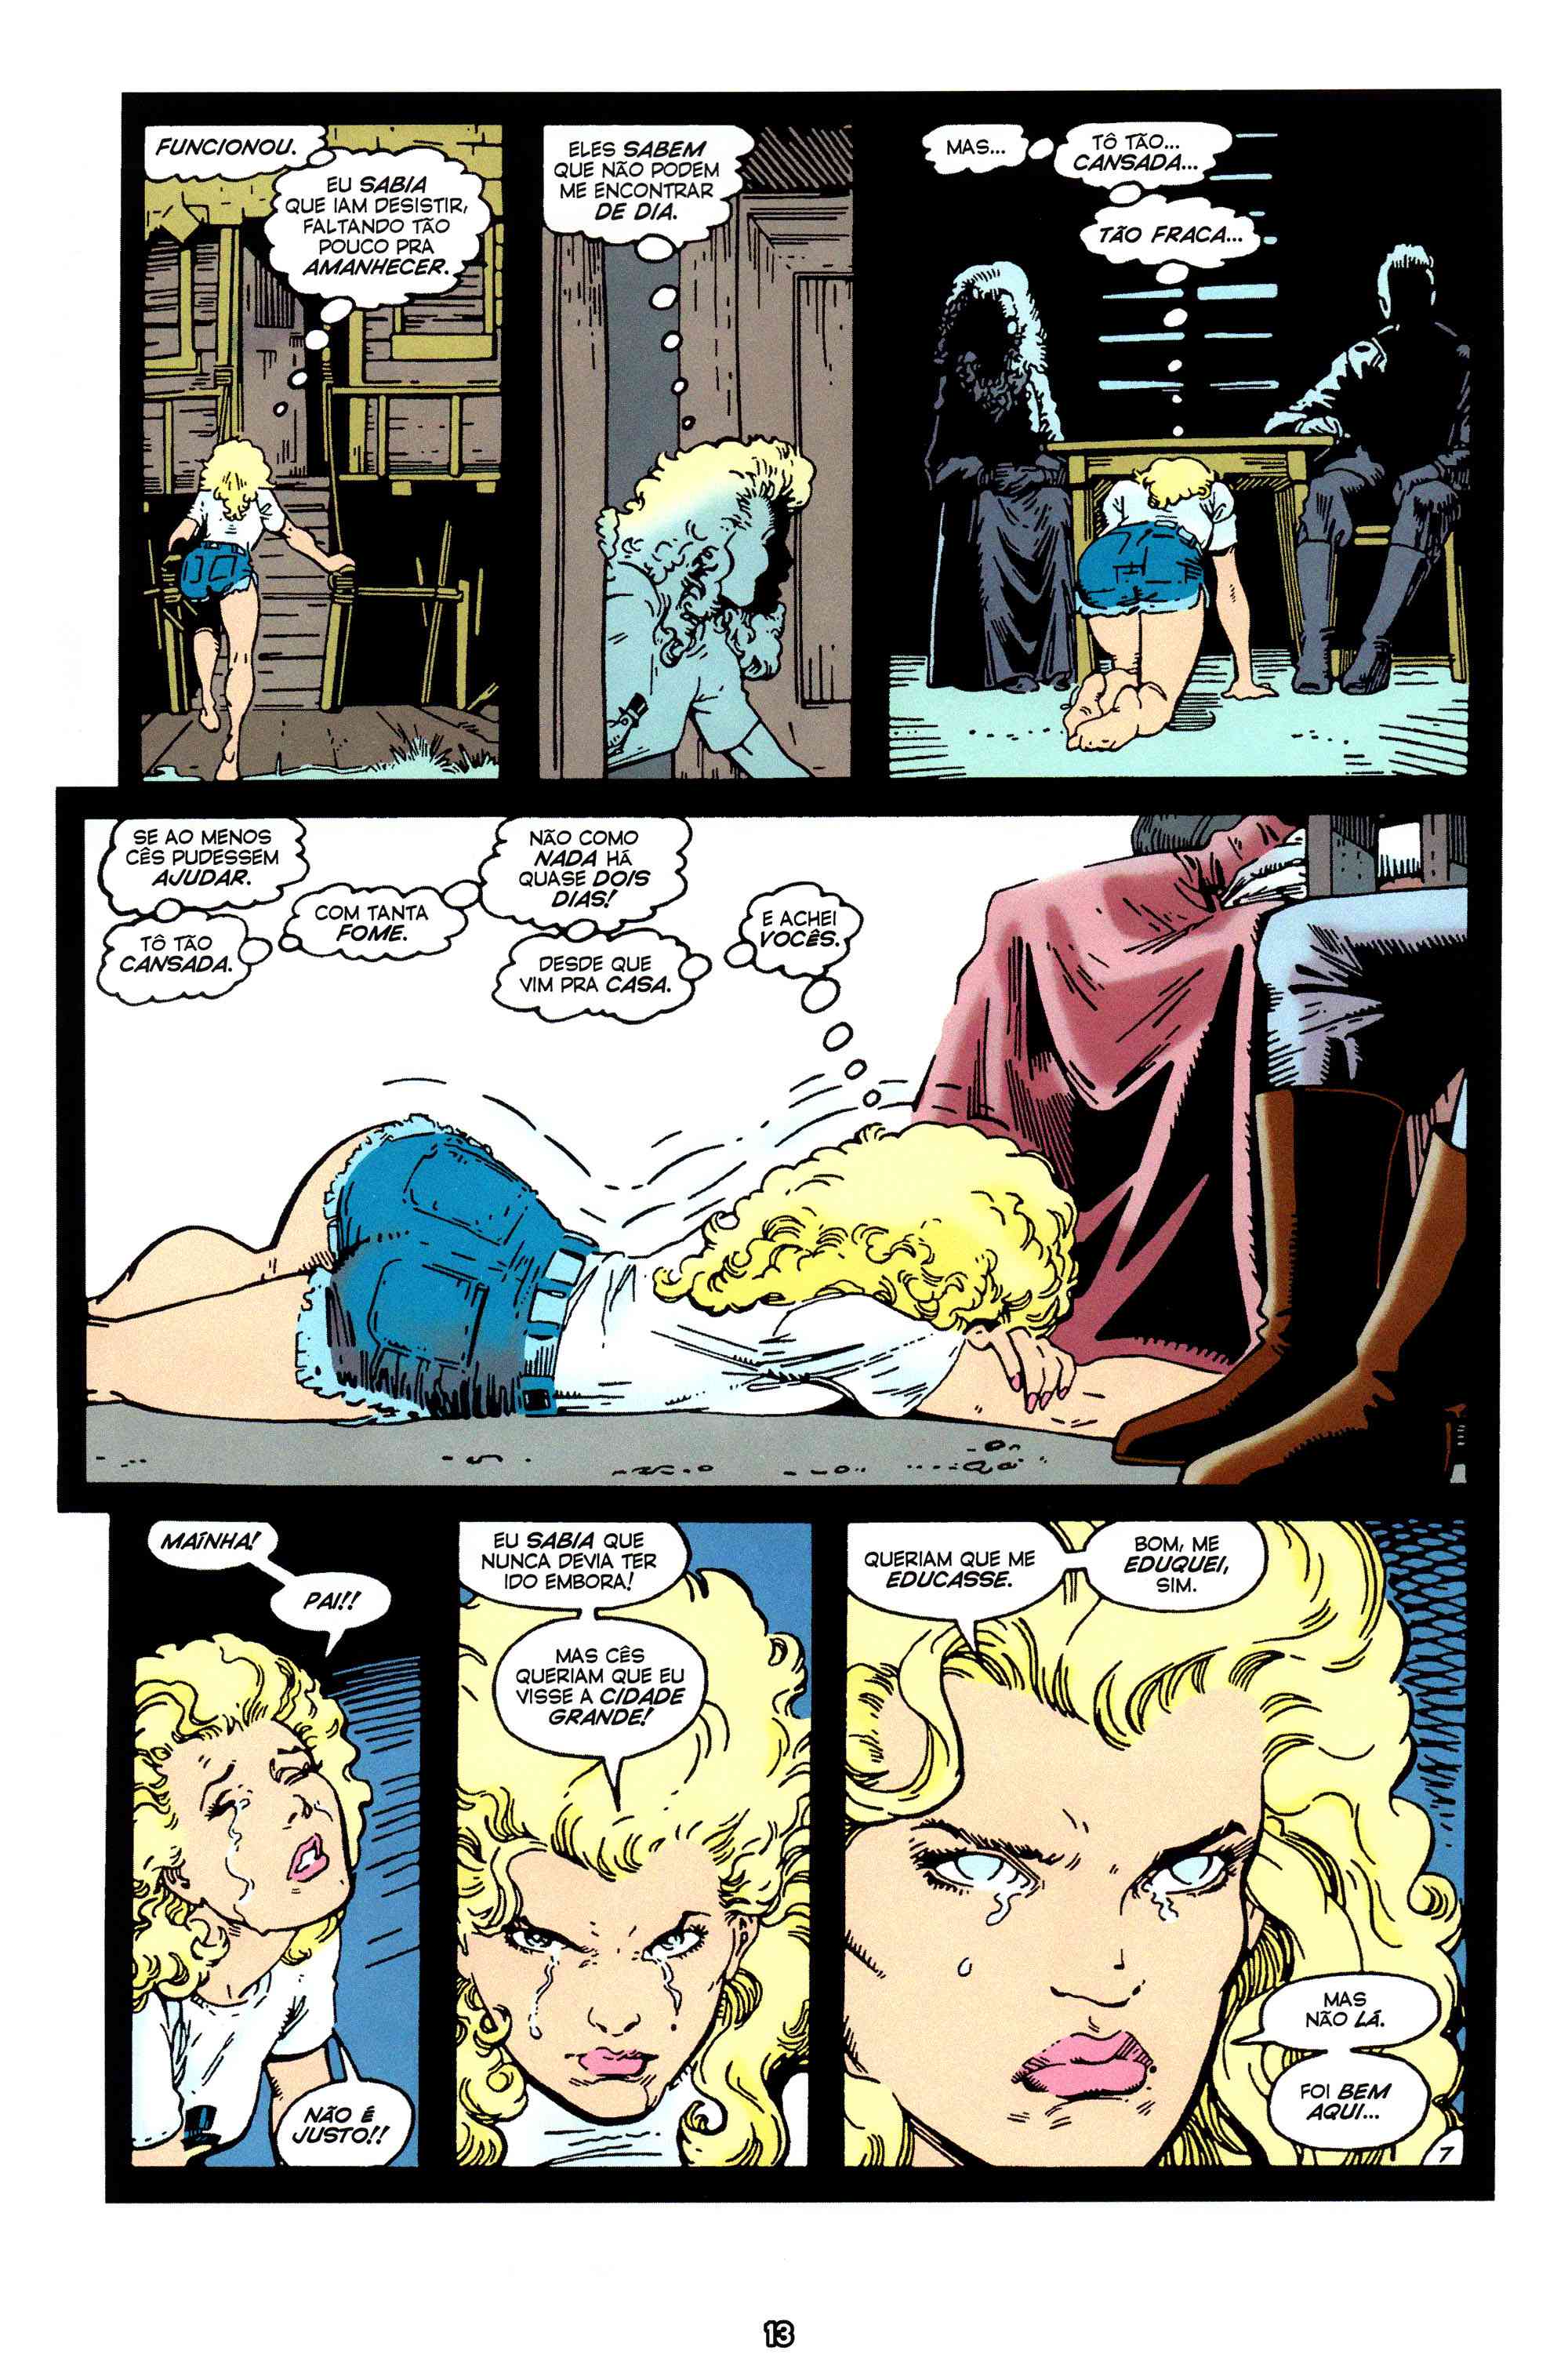 FUNCIONOU.
EU SABIA
QUE IAM DESISTIR,
FALTANDO TÃO
POUCO PRA
AMANHECER.
ELES SABEM
QUE NÃO PODEM
ME ENCONTRAR
DE DIA.
MAS...
TÔ TÃO...
CANSADA...
TÃO FRACA...
SE AO MENOS
CÊS PUDESSEM
AJUDAR.
TÔ TÃO
CANSADA.
COM TANTA
FOME.
NÃO COMO
NADA HÁ
QUASE DOIS
DIAS!
DESDE QUE
VIM PRA CASA.
E ACHEI
VOCÊS.
MAÍNHA!
PAI!!
NÃO É
JUSTO!!
EU SABIA QUE
NUNCA DEVIA TER
IDO EMBORA!
MAS CÊS
QUERIAM QUE EU
VISSE A CIDADE
GRANDE!
QUERIAM QUE ME
EDUCASSE.
BOM, ME
EDUQUEI,
SIM.
MAS
NÃO LÁ.
FOI BEM
AQUI...
7
13